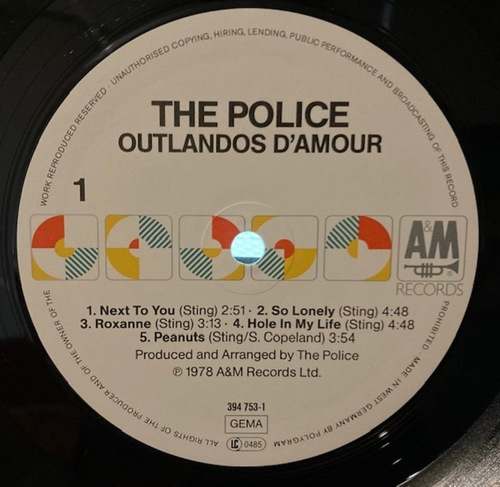 WORK REPRODUCED RESERVED    UNAUTHORISED COPYING, HIRING, LENDING, PUBLIC PERFORMANCE AND BROADCASTING OF THIS RECORD
THE POLICE
OUTLANDOS D'AMOUR
1
A&M
RECORDS
1. Next To You (Sting) 2:51 · 2. So Lonely (Sting) 4:48
3. Roxanne (Sting) 3:13 · 4. Hole In My Life (Sting) 4:48
5. Peanuts (Sting/S. Copeland) 3:54
Produced and Arranged by The Police
℗ 1978 A&M Records Ltd.
394 753-1
GEMA
LC 0485
ALL RIGHTS OF THE PRODUCER AND OF THE OWNER OF THE
PROHIBITED MADE IN WEST GERMANY BY POLYGRAM